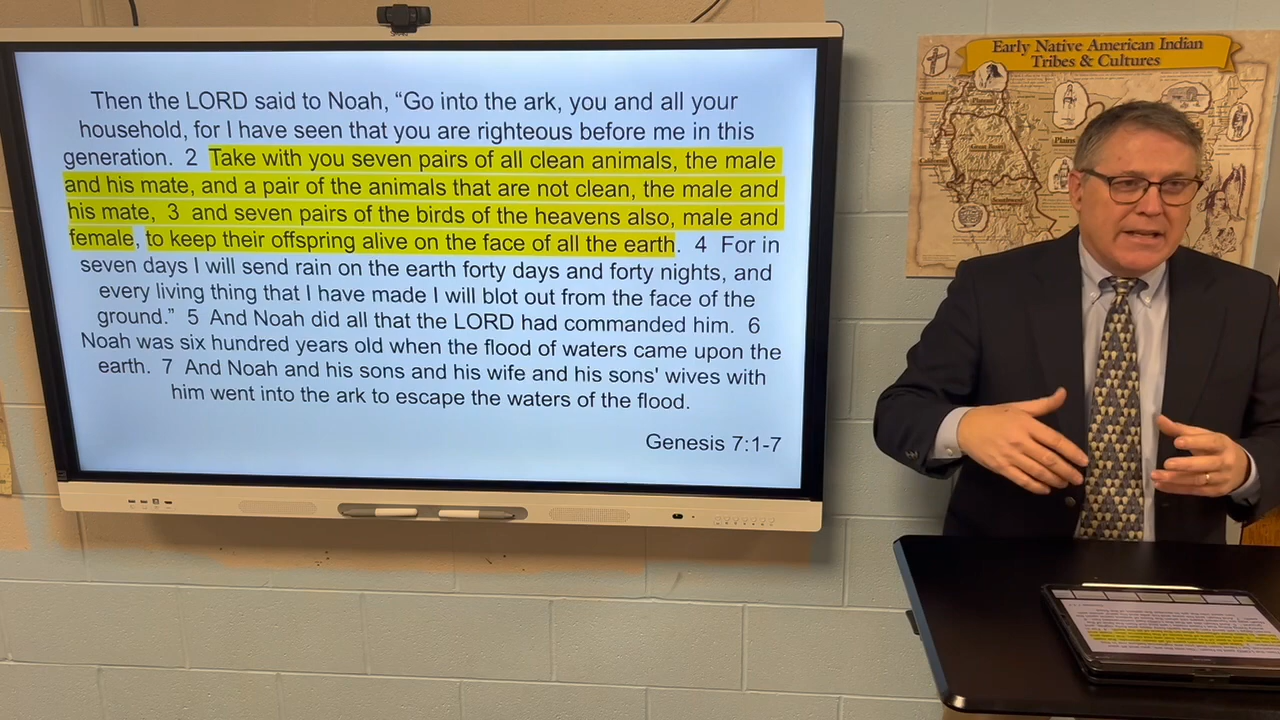 Then the LORD said to Noah, “Go into the ark, you and all your
household, for I have seen that you are righteous before me in this
generation. 2 Take with you seven pairs of all clean animals, the male
and his mate, and a pair of the animals that are not clean, the male and
his mate, 3 and seven pairs of the birds of the heavens also, male and
female, to keep their offspring alive on the face of all the earth. 4 For in
seven days I will send rain on the earth forty days and forty nights, and
every living thing that I have made I will blot out from the face of the
ground.” 5 And Noah did all that the LORD had commanded him. 6
Noah was six hundred years old when the flood of waters came upon the
earth. 7 And Noah and his sons and his wife and his sons' wives with
him went into the ark to escape the waters of the flood.
Genesis 7:1-7
Early Native American Indian
Tribes & Cultures
Northwest
Coast
Plateau
Great Basin
Plains
California
Southwest